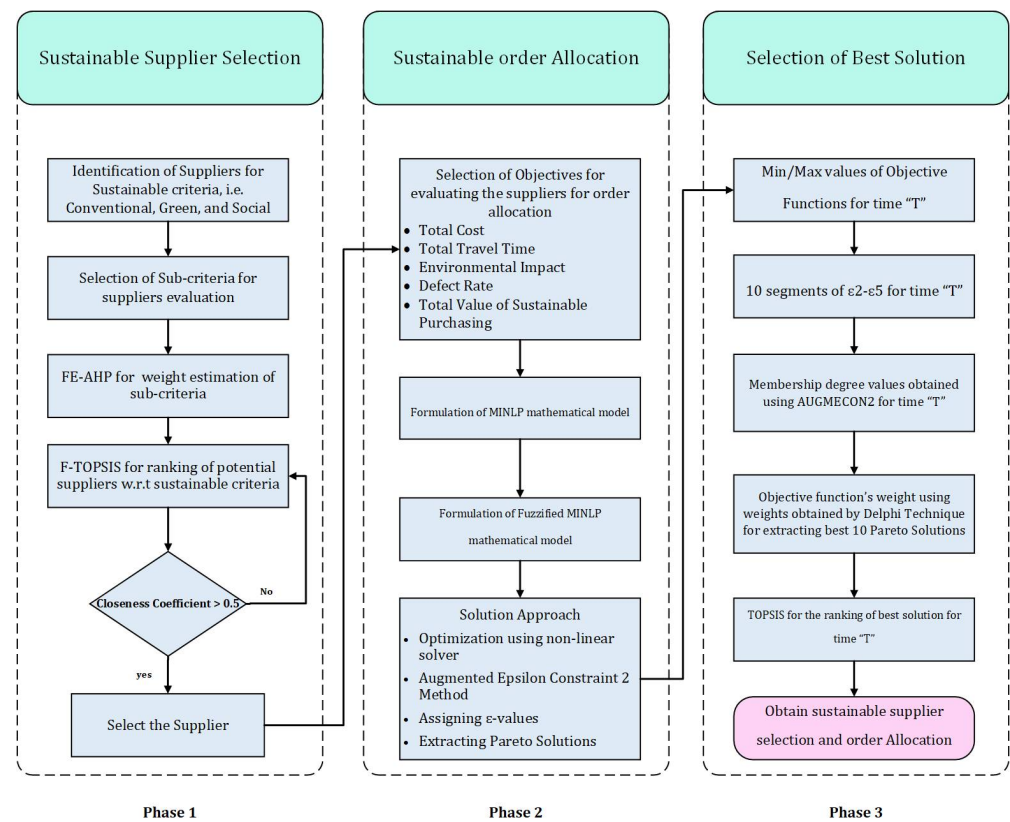 Sustainable Supplier Selection
Identification of Suppliers for
Sustainable criteria, i.e.
Conventional, Green, and Social
Selection of Sub-criteria for
suppliers evaluation
FE-AHP for weight estimation of
sub-criteria
F-TOPSIS for ranking of potential
suppliers w.r.t sustainable criteria
Closeness Coefficient > 0.5
No
yes
Select the Supplier
Phase 1
Sustainable order Allocation
Selection of Objectives for
evaluating the suppliers for order
allocation
• Total Cost
• Total Travel Time
• Environmental Impact
• Defect Rate
• Total Value of Sustainable
Purchasing
Formulation of MINLP mathematical model
Formulation of Fuzzified MINLP
mathematical model
Solution Approach
• Optimization using non-linear
solver
• Augmented Epsilon Constraint 2
Method
• Assigning ε-values
• Extracting Pareto Solutions
Phase 2
Selection of Best Solution
Min/Max values of Objective
Functions for time “T”
10 segments of ε2-ε5 for time “T”
Membership degree values obtained
using AUGMECON2 for time “T”
Objective function’s weight using
weights obtained by Delphi Technique
for extracting best 10 Pareto Solutions
TOPSIS for the ranking of best solution for
time “T”
Obtain sustainable supplier
selection and order Allocation
Phase 3